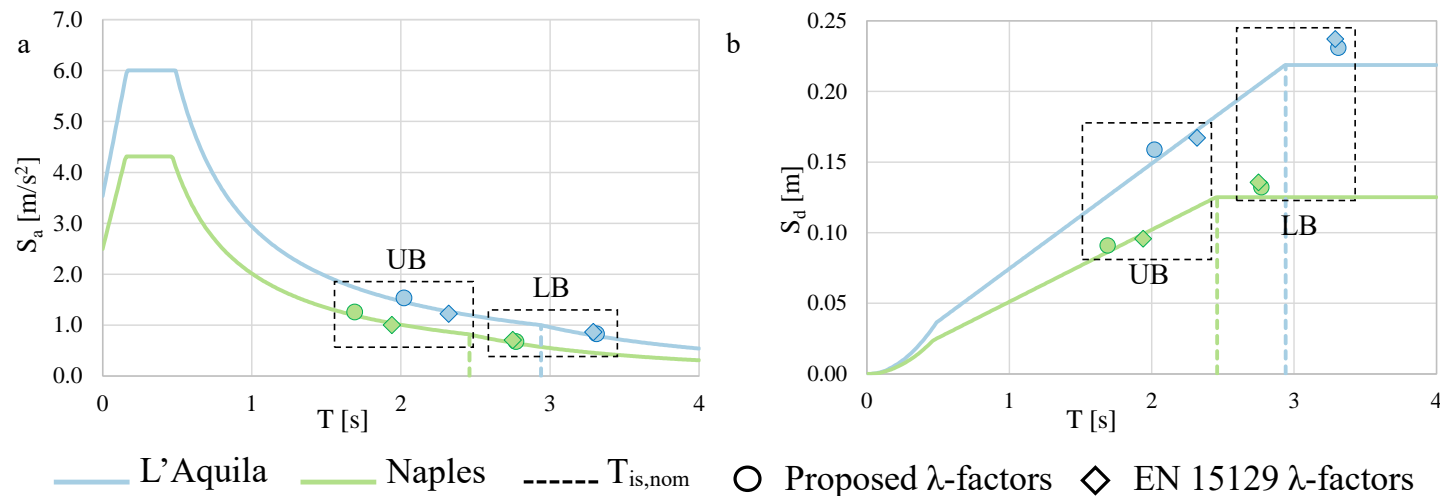 a
7.0
6.0
5.0
4.0
3.0
2.0
1.0
0.0
Sa [m/s²]
0 1 2 3 4
T [s]
UB
LB
b
0.25
0.20
0.15
0.10
0.05
0.00
Sd [m]
0 1 2 3 4
T [s]
UB
LB
L’Aquila Naples Tis,nom Proposed λ-factors EN 15129 λ-factors